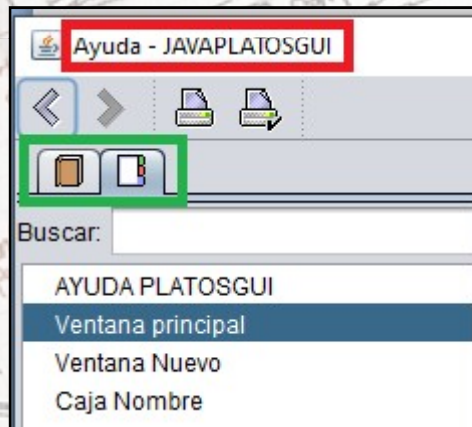 Ayuda - JAVAPLATOSGUI
Buscar:
AYUDA PLATOSGUI
Ventana principal
Ventana Nuevo
Caja Nombre